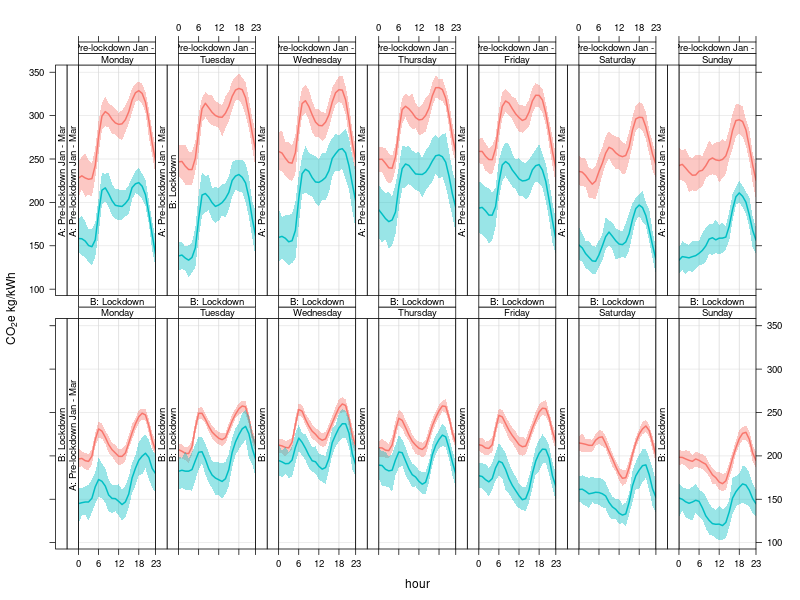 0 6 12 18 23 0 6 12 18 23 0 6 12 18 23
Pre-lockdown Jan - Pre-lockdown Jan - Pre-lockdown Jan - Pre-lockdown Jan - Pre-lockdown Jan - Pre-lockdown Jan - Pre-lockdown Jan -
Monday Tuesday Wednesday Thursday Friday Saturday Sunday
350
300
250
200
150
100
A: Pre-lockdown Jan - Mar
A: Pre-lockdown Jan - Mar
A: Pre-lockdown Jan - Mar
B: Lockdown
A: Pre-lockdown Jan - Mar
A: Pre-lockdown Jan - Mar
A: Pre-lockdown Jan - Mar
A: Pre-lockdown Jan - Mar
A: Pre-lockdown Jan - Mar
CO2e kg/kWh
B: Lockdown B: Lockdown B: Lockdown B: Lockdown B: Lockdown B: Lockdown B: Lockdown
Monday Tuesday Wednesday Thursday Friday Saturday Sunday
B: Lockdown
A: Pre-lockdown Jan - Mar
B: Lockdown
B: Lockdown
B: Lockdown
B: Lockdown
B: Lockdown
B: Lockdown
B: Lockdown
350
300
250
200
150
100
0 6 12 18 23 0 6 12 18 23 0 6 12 18 23 0 6 12 18 23
hour